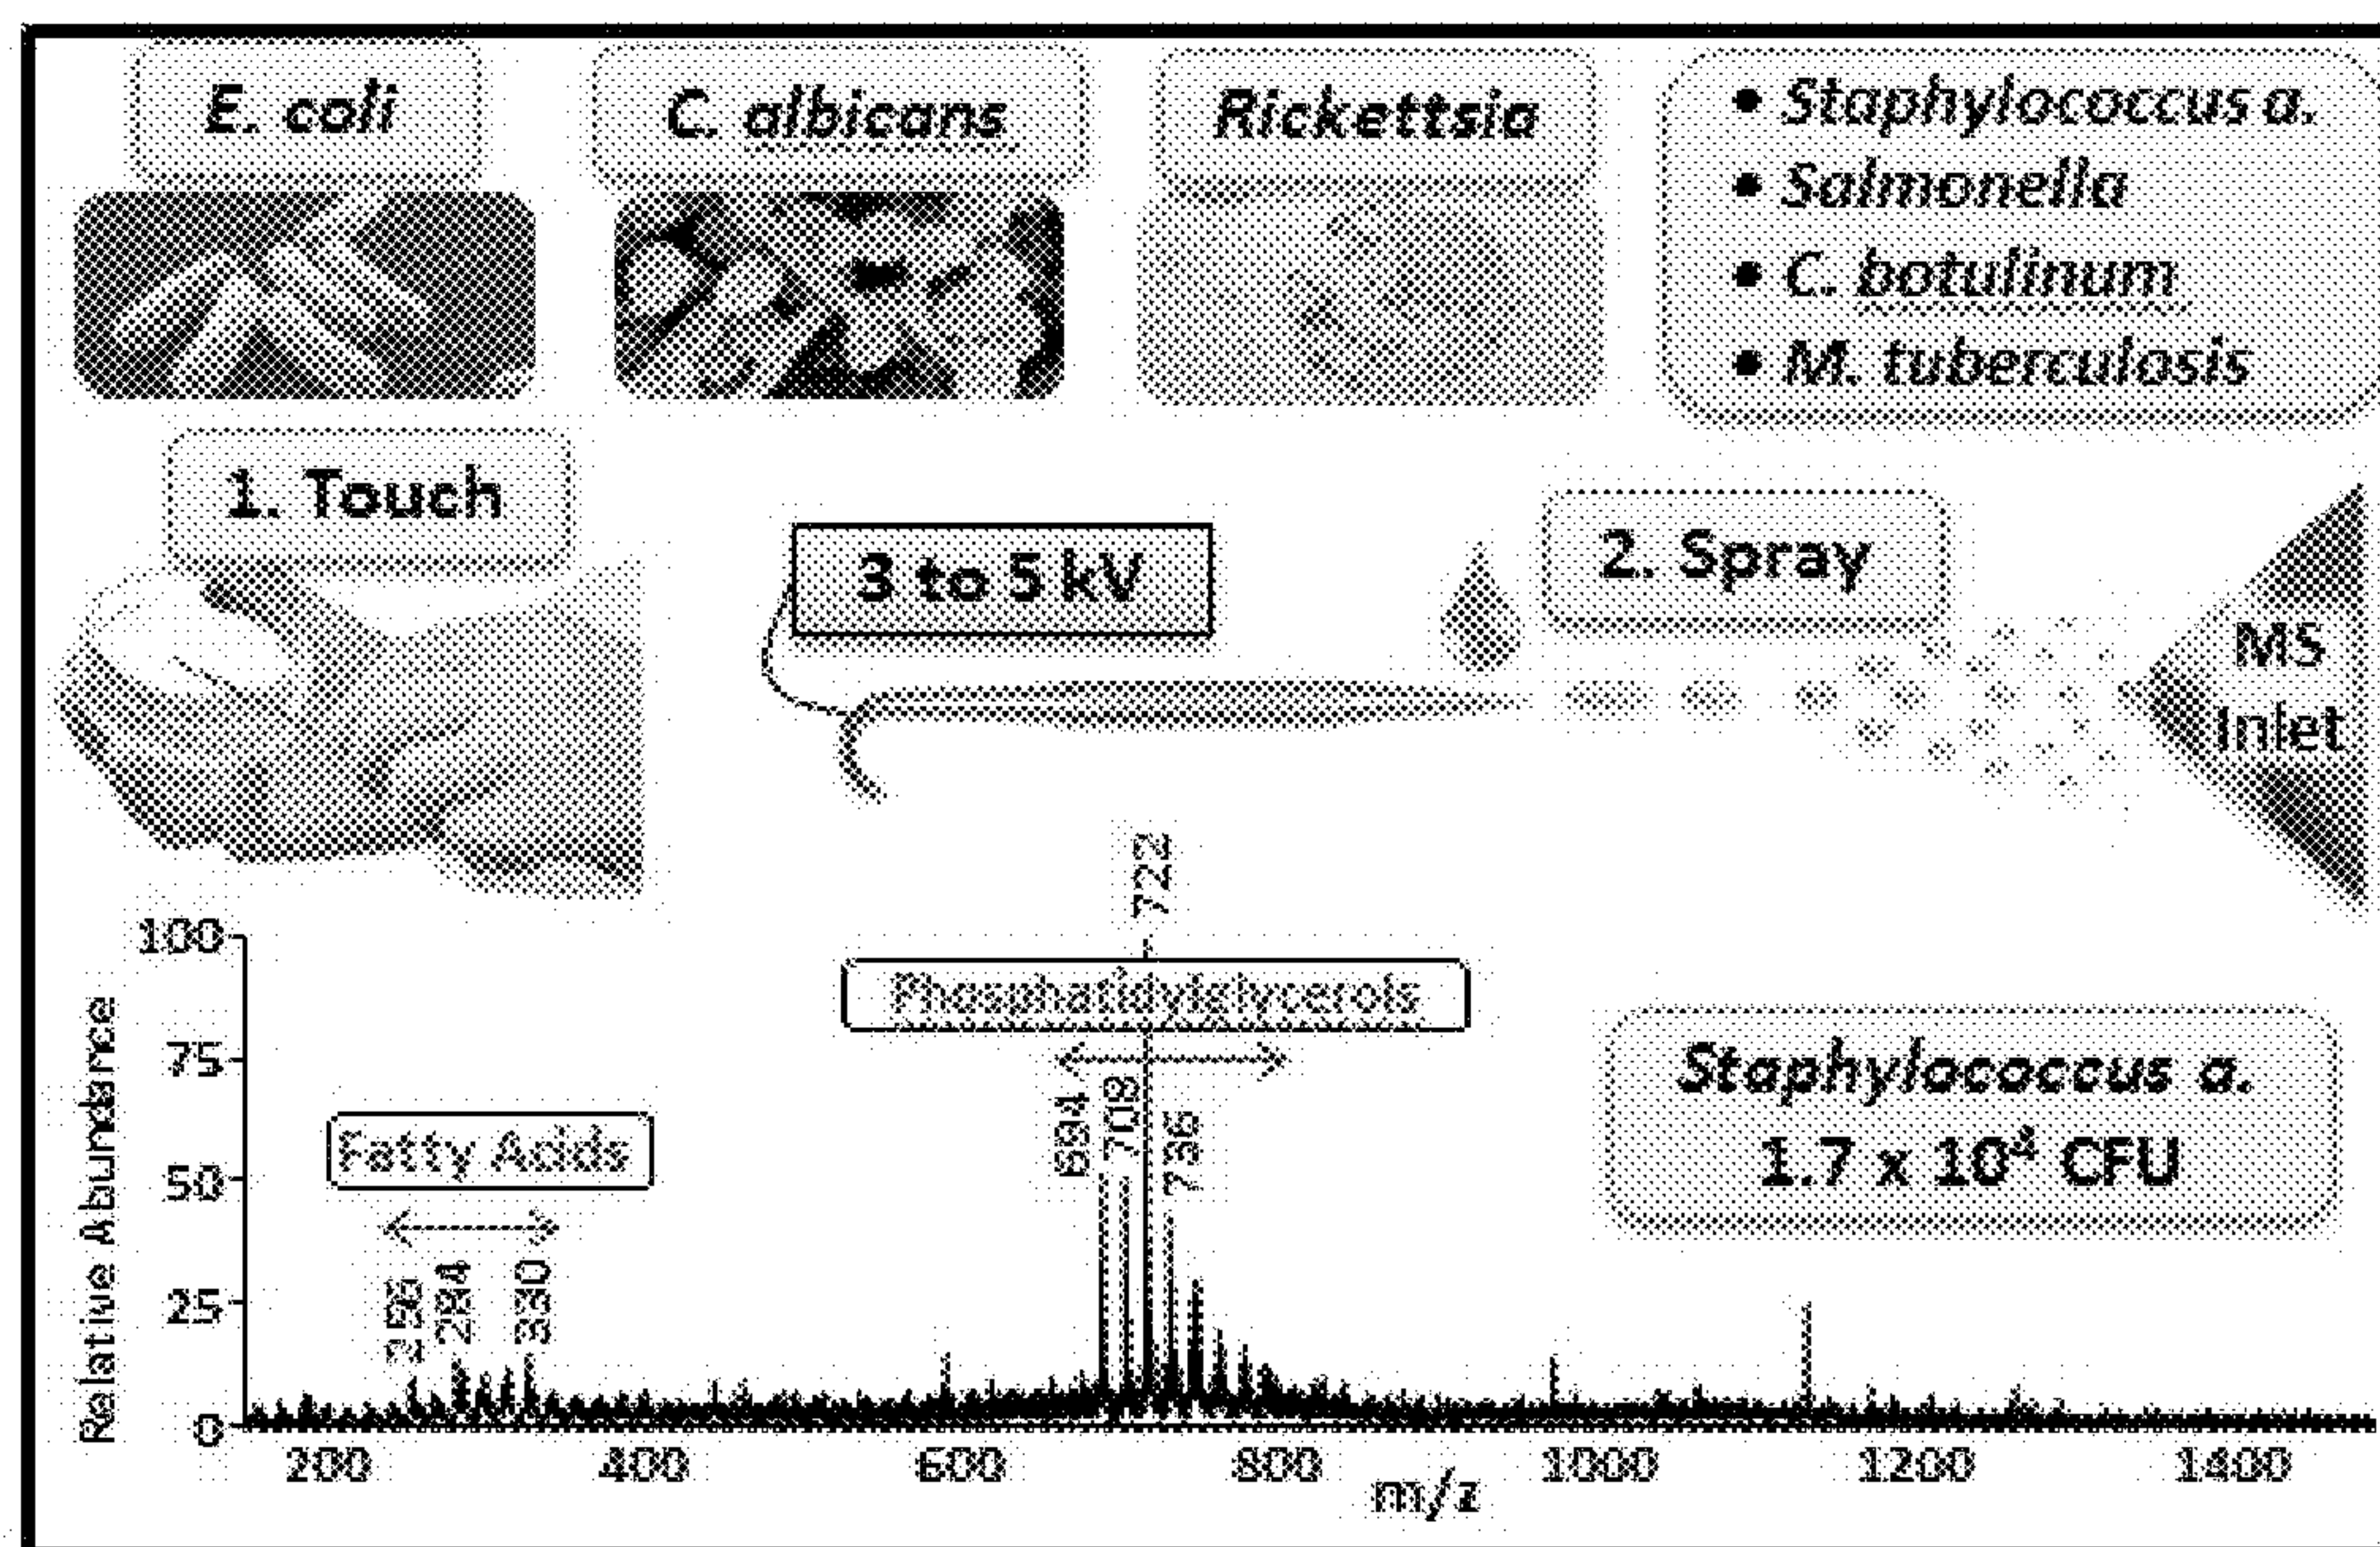 E. coli
C. albicans
Rickettsia
• Staphylococcus a.
• Salmonella
• C. botulinum
• M. tuberculosis
1. Touch
3 to 5 kV
2. Spray
MS
Inlet
722
100
Phosphatidylglycerols
75
694
708
736
Fatty Acids
50
Staphylococcus a.
1.7 x 10⁴ CFU
25
256
284
330
0
Relative Abundance
200
400
600
800
1000
1200
1400
m/z